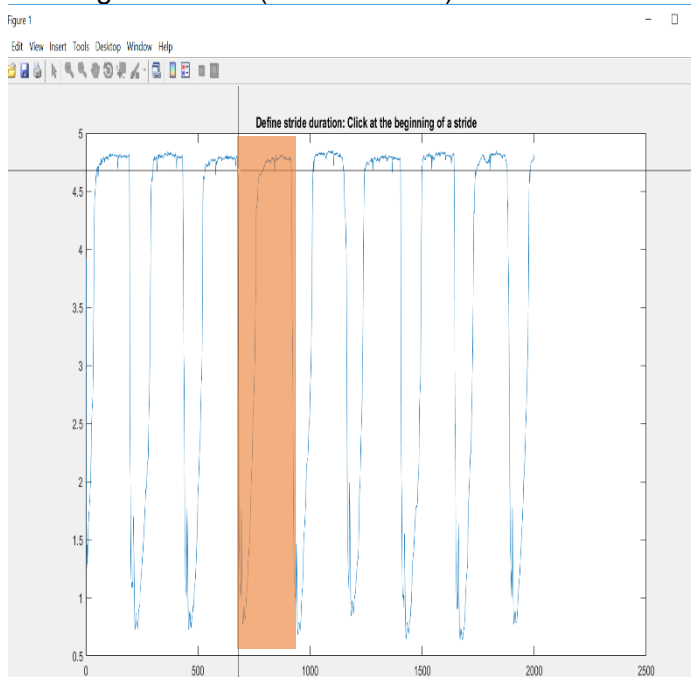 Figure 1
Edit View Insert Tools Desktop Window Help
Define stride duration: Click at the beginning of a stride
5
4.5
4
3.5
3
2.5
2
1.5
1
0.5
0 500 1000 1500 2000 2500